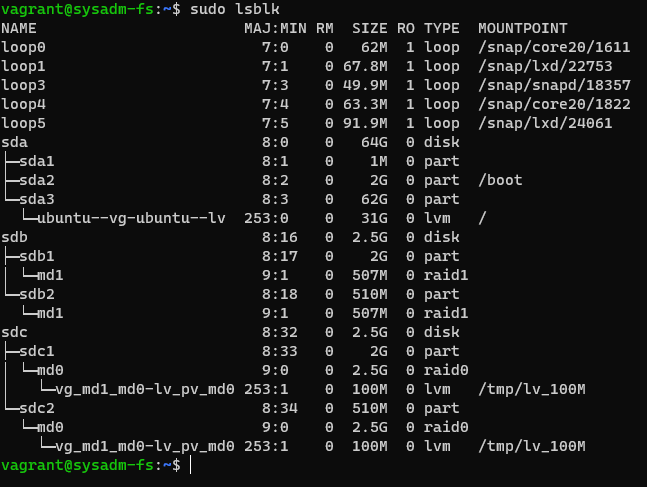 vagrant@sysadm-fs:~$ sudo lsblk
NAME                      MAJ:MIN RM  SIZE RO TYPE  MOUNTPOINT
loop0                       7:0    0   62M  1 loop  /snap/core20/1611
loop1                       7:1    0 67.8M  1 loop  /snap/lxd/22753
loop3                       7:3    0 49.9M  1 loop  /snap/snapd/18357
loop4                       7:4    0 63.3M  1 loop  /snap/core20/1822
loop5                       7:5    0 91.9M  1 loop  /snap/lxd/24061
sda                         8:0    0   64G  0 disk
├─sda1                      8:1    0    1M  0 part
├─sda2                      8:2    0    2G  0 part  /boot
└─sda3                      8:3    0   62G  0 part
  └─ubuntu--vg-ubuntu--lv 253:0    0   31G  0 lvm   /
sdb                         8:16   0  2.5G  0 disk
├─sdb1                      8:17   0    2G  0 part
│ └─md1                     9:1    0  507M  0 raid1
└─sdb2                      8:18   0  510M  0 part
  └─md1                     9:1    0  507M  0 raid1
sdc                         8:32   0  2.5G  0 disk
├─sdc1                      8:33   0    2G  0 part
│ └─md0                     9:0    0  2.5G  0 raid0
│   └─vg_md1_md0-lv_pv_md0 253:1    0  100M  0 lvm   /tmp/lv_100M
└─sdc2                      8:34   0  510M  0 part
  └─md0                     9:0    0  2.5G  0 raid0
    └─vg_md1_md0-lv_pv_md0 253:1    0  100M  0 lvm   /tmp/lv_100M
vagrant@sysadm-fs:~$